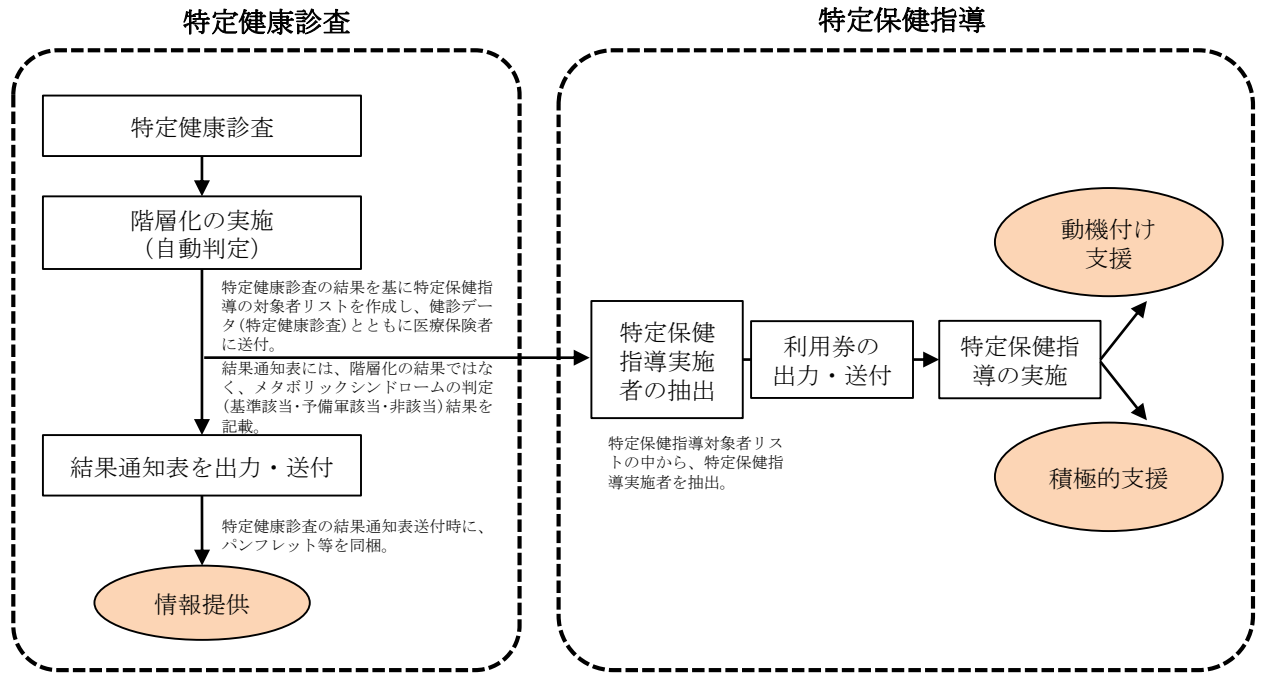 特定健康診査
特定健康診査
階層化の実施
（自動判定）
特定健康診査の結果を基に特定保健指
導の対象者リストを作成し、健診デー
タ(特定健康診査)とともに医療保険者
に送付。
結果通知表には、階層化の結果ではな
く、メタボリックシンドロームの判定
(基準該当･予備軍該当･非該当)結果を
記載。
結果通知表を出力・送付
特定健康診査の結果通知表送付時に、
パンフレット等を同梱。
情報提供
特定保健指導
特定保健
指導実施
者の抽出
特定保健指導対象者リス
トの中から、特定保健指
導実施者を抽出。
利用券の
出力・送付
特定保健指
導の実施
動機付け
支援
積極的支援